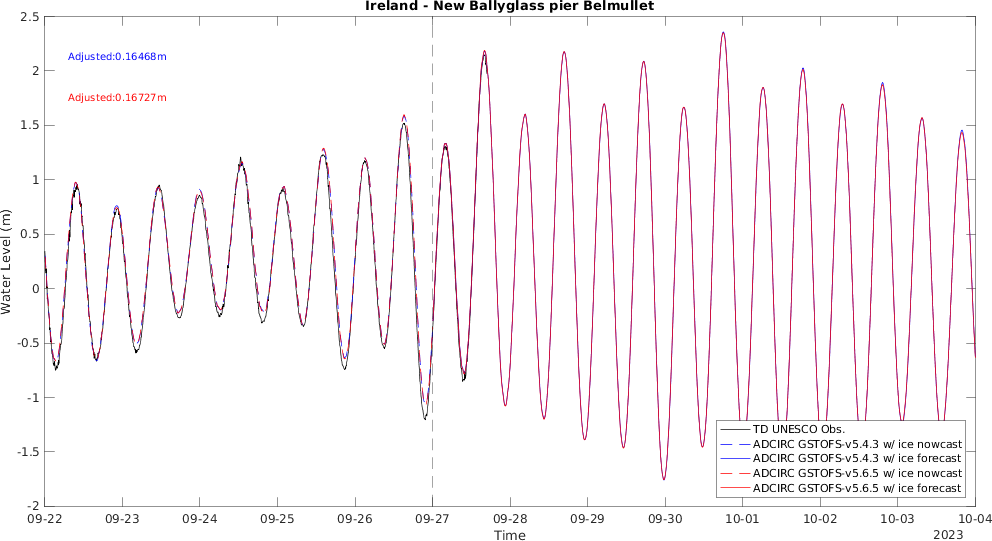 Ireland - New Ballyglass pier Belmullet
Adjusted:0.16468m
Adjusted:0.16727m
Water Level (m)
2.5
2
1.5
1
0.5
0
-0.5
-1
-1.5
-2
TD UNESCO Obs.
ADCIRC GSTOFS-v5.4.3 w/ ice nowcast
ADCIRC GSTOFS-v5.4.3 w/ ice forecast
ADCIRC GSTOFS-v5.6.5 w/ ice nowcast
ADCIRC GSTOFS-v5.6.5 w/ ice forecast
09-22 09-23 09-24 09-25 09-26 09-27 09-28 09-29 09-30 10-01 10-02 10-03 10-04
Time
2023